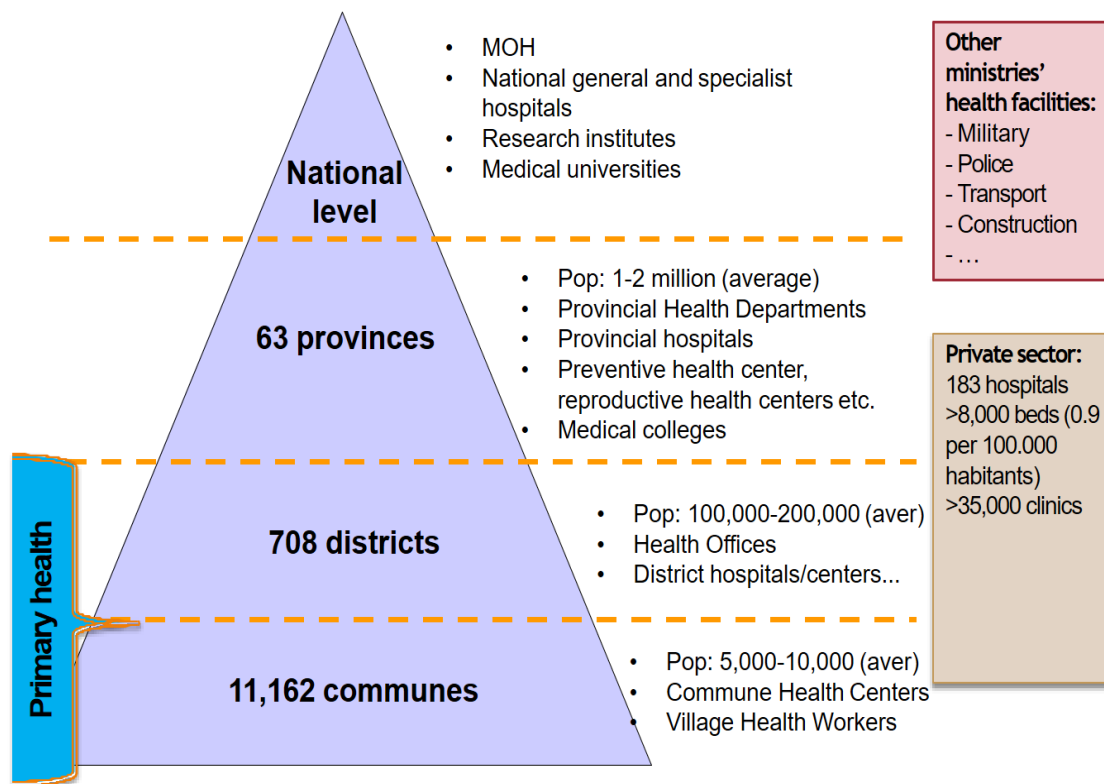 • MOH
• National general and specialist
hospitals
• Research institutes
• Medical universities
National
level
• Pop: 1-2 million (average)
• Provincial Health Departments
• Provincial hospitals
• Preventive health center,
reproductive health centers etc.
• Medical colleges
63 provinces
• Pop: 100,000-200,000 (aver)
• Health Offices
• District hospitals/centers...
708 districts
• Pop: 5,000-10,000 (aver)
• Commune Health Centers
• Village Health Workers
11,162 communes
Primary health
Other
ministries’
health facilities:
- Military
- Police
- Transport
- Construction
- …
Private sector:
183 hospitals
>8,000 beds (0.9
per 100.000
habitants)
>35,000 clinics